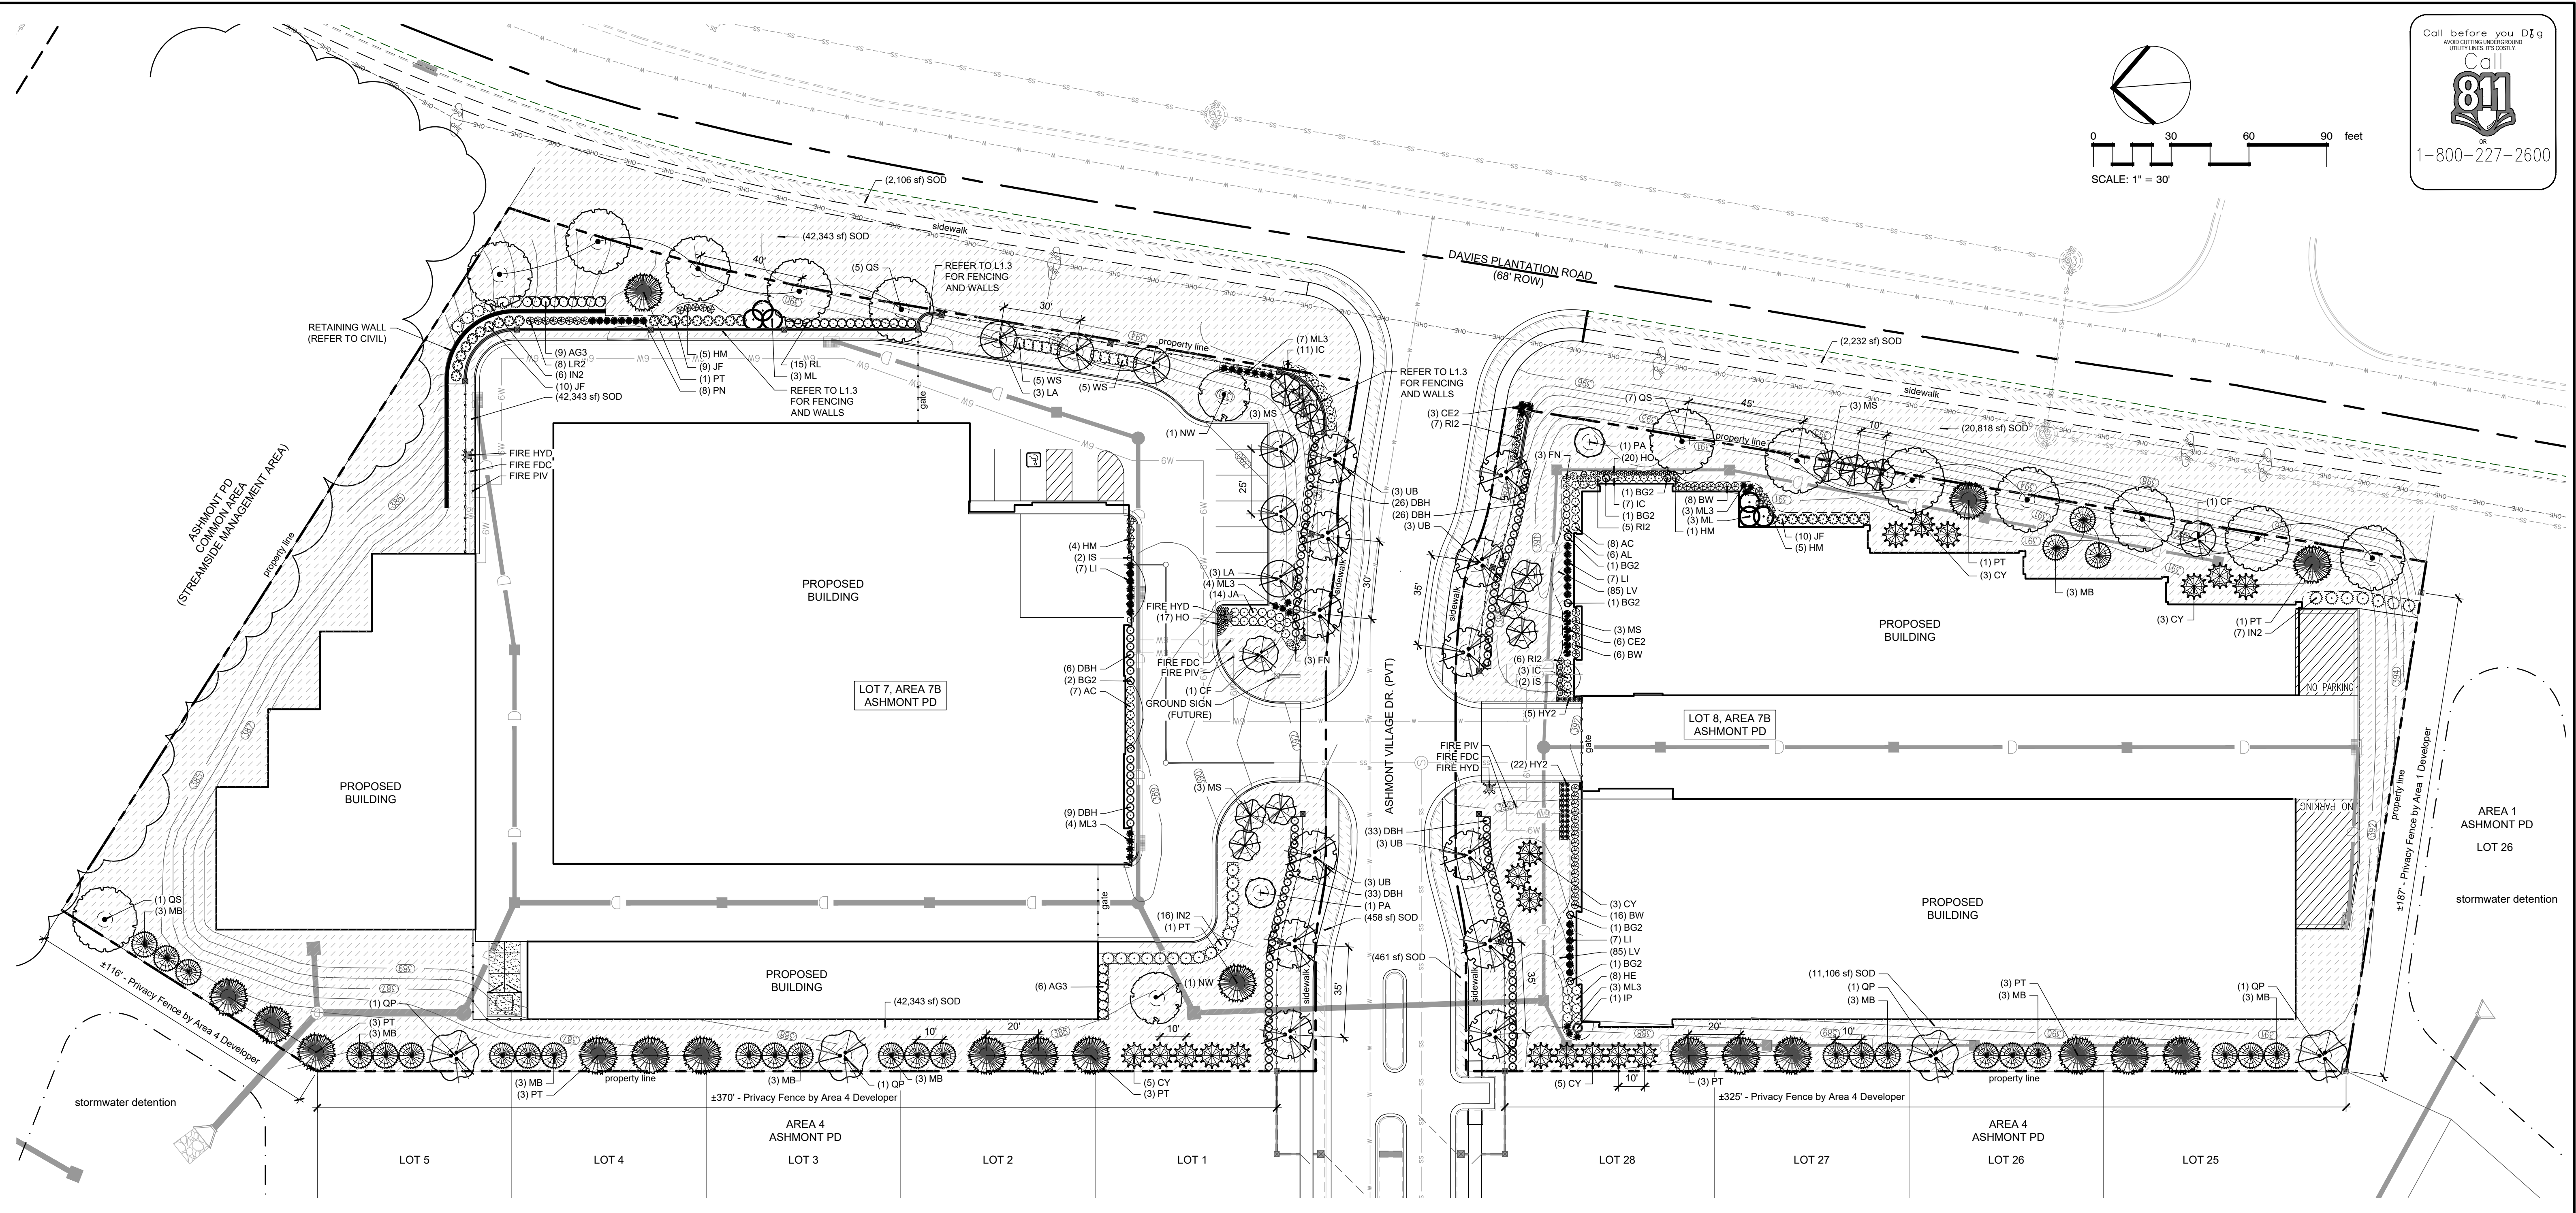 Call before you Dig
AVOID CUTTING UNDERGROUND
UTILITY LINES. IT'S COSTLY.
Call
811
OR
1-800-227-2600
0 30 60 90 feet
SCALE: 1" = 30'
(2,106 sf) SOD
sidewalk
(42,343 sf) SOD
40'
(5) QS
REFER TO L1.3
FOR FENCING
AND WALLS
30'
DAVIES PLANTATION ROAD
(68' ROW)
RETAINING WALL
(REFER TO CIVIL)
(9) AG3
(8) LR2
(6) IN2
(10) JF
(42,343 sf) SOD
(5) HM
(9) JF
(1) PT
(8) PN
(15) RL
(3) ML
REFER TO L1.3
FOR FENCING
AND WALLS
gate
(5) WS
(3) LA
(5) WS
property line
(7) ML3
(11) IC
(3) MS
(1) NW
REFER TO L1.3
FOR FENCING
AND WALLS
25'
FIRE HYD
FIRE FDC
FIRE PIV
ASHMONT PD
COMMON AREA
(STREAMSIDE MANAGEMENT AREA)
property line
385
387
385
PROPOSED
BUILDING
PROPOSED
BUILDING
LOT 7, AREA 7B
ASHMONT PD
(4) HM
(2) IS
(7) LI
(3) LA
(4) ML3
(14) JA
FIRE HYD
(17) HO
FIRE FDC
FIRE PIV
(3) FN
(6) DBH
(2) BG2
(7) AC
(1) CF
GROUND SIGN
(FUTURE)
(9) DBH
(4) ML3
(3) MS
(3) UB
(26) DBH
(26) DBH
(3) UB
sidewalk
30'
35'
sidewalk
ASHMONT VILLAGE DR. (PVT)
(3) CE2
(7) RI2
(3) FN
(7) QS
(1) PA
(20) HO
45'
(3) MS
10'
(2,232 sf) SOD
sidewalk
(20,818 sf) SOD
property line
(1) BG2
(7) IC
(1) BG2
(5) RI2
(8) BW
(3) ML3
(3) ML
(1) HM
(10) JF
(5) HM
(8) AC
(6) AL
(1) BG2
(7) LI
(85) LV
(1) BG2
(3) MS
(6) CE2
(6) BW
(6) RI2
(3) IC
(2) IS
(5) HY2
(1) CF
(1) PT
(3) CY
(3) MB
(3) CY
(1) PT
(7) IN2
PROPOSED
BUILDING
NO PARKING
394
LOT 8, AREA 7B
ASHMONT PD
gate
FIRE PIV
FIRE FDC
FIRE HYD
(22) HY2
NO PARKING
392
property line
±187' - Privacy Fence by Area 1 Developer
AREA 1
ASHMONT PD
LOT 26
stormwater detention
(33) DBH
(3) UB
(3) UB
(33) DBH
(1) PA
(458 sf) SOD
(461 sf) SOD
(3) CY
(16) BW
(1) BG2
(7) LI
(85) LV
(1) BG2
(8) HE
(3) ML3
(1) IP
PROPOSED
BUILDING
(1) QS
(3) MB
±116' - Privacy Fence by Area 4 Developer
stormwater detention
(1) QP
(3) PT
(3) MB
gate
PROPOSED
BUILDING
(16) IN2
(1) PT
(6) AG3
(1) NW
(42,343 sf) SOD
10'
20'
10'
sidewalk
35'
sidewalk
35'
(3) MB
(3) PT
property line
(3) MB
(1) QP
(3) MB
(5) CY
(3) PT
±370' - Privacy Fence by Area 4 Developer
(5) CY
10'
20'
(3) PT
10'
(11,106 sf) SOD
(1) QP
(3) MB
(3) PT
(3) MB
(1) QP
(3) MB
property line
±325' - Privacy Fence by Area 4 Developer
AREA 4
ASHMONT PD
AREA 4
ASHMONT PD
LOT 5
LOT 4
LOT 3
LOT 2
LOT 1
LOT 28
LOT 27
LOT 26
LOT 25